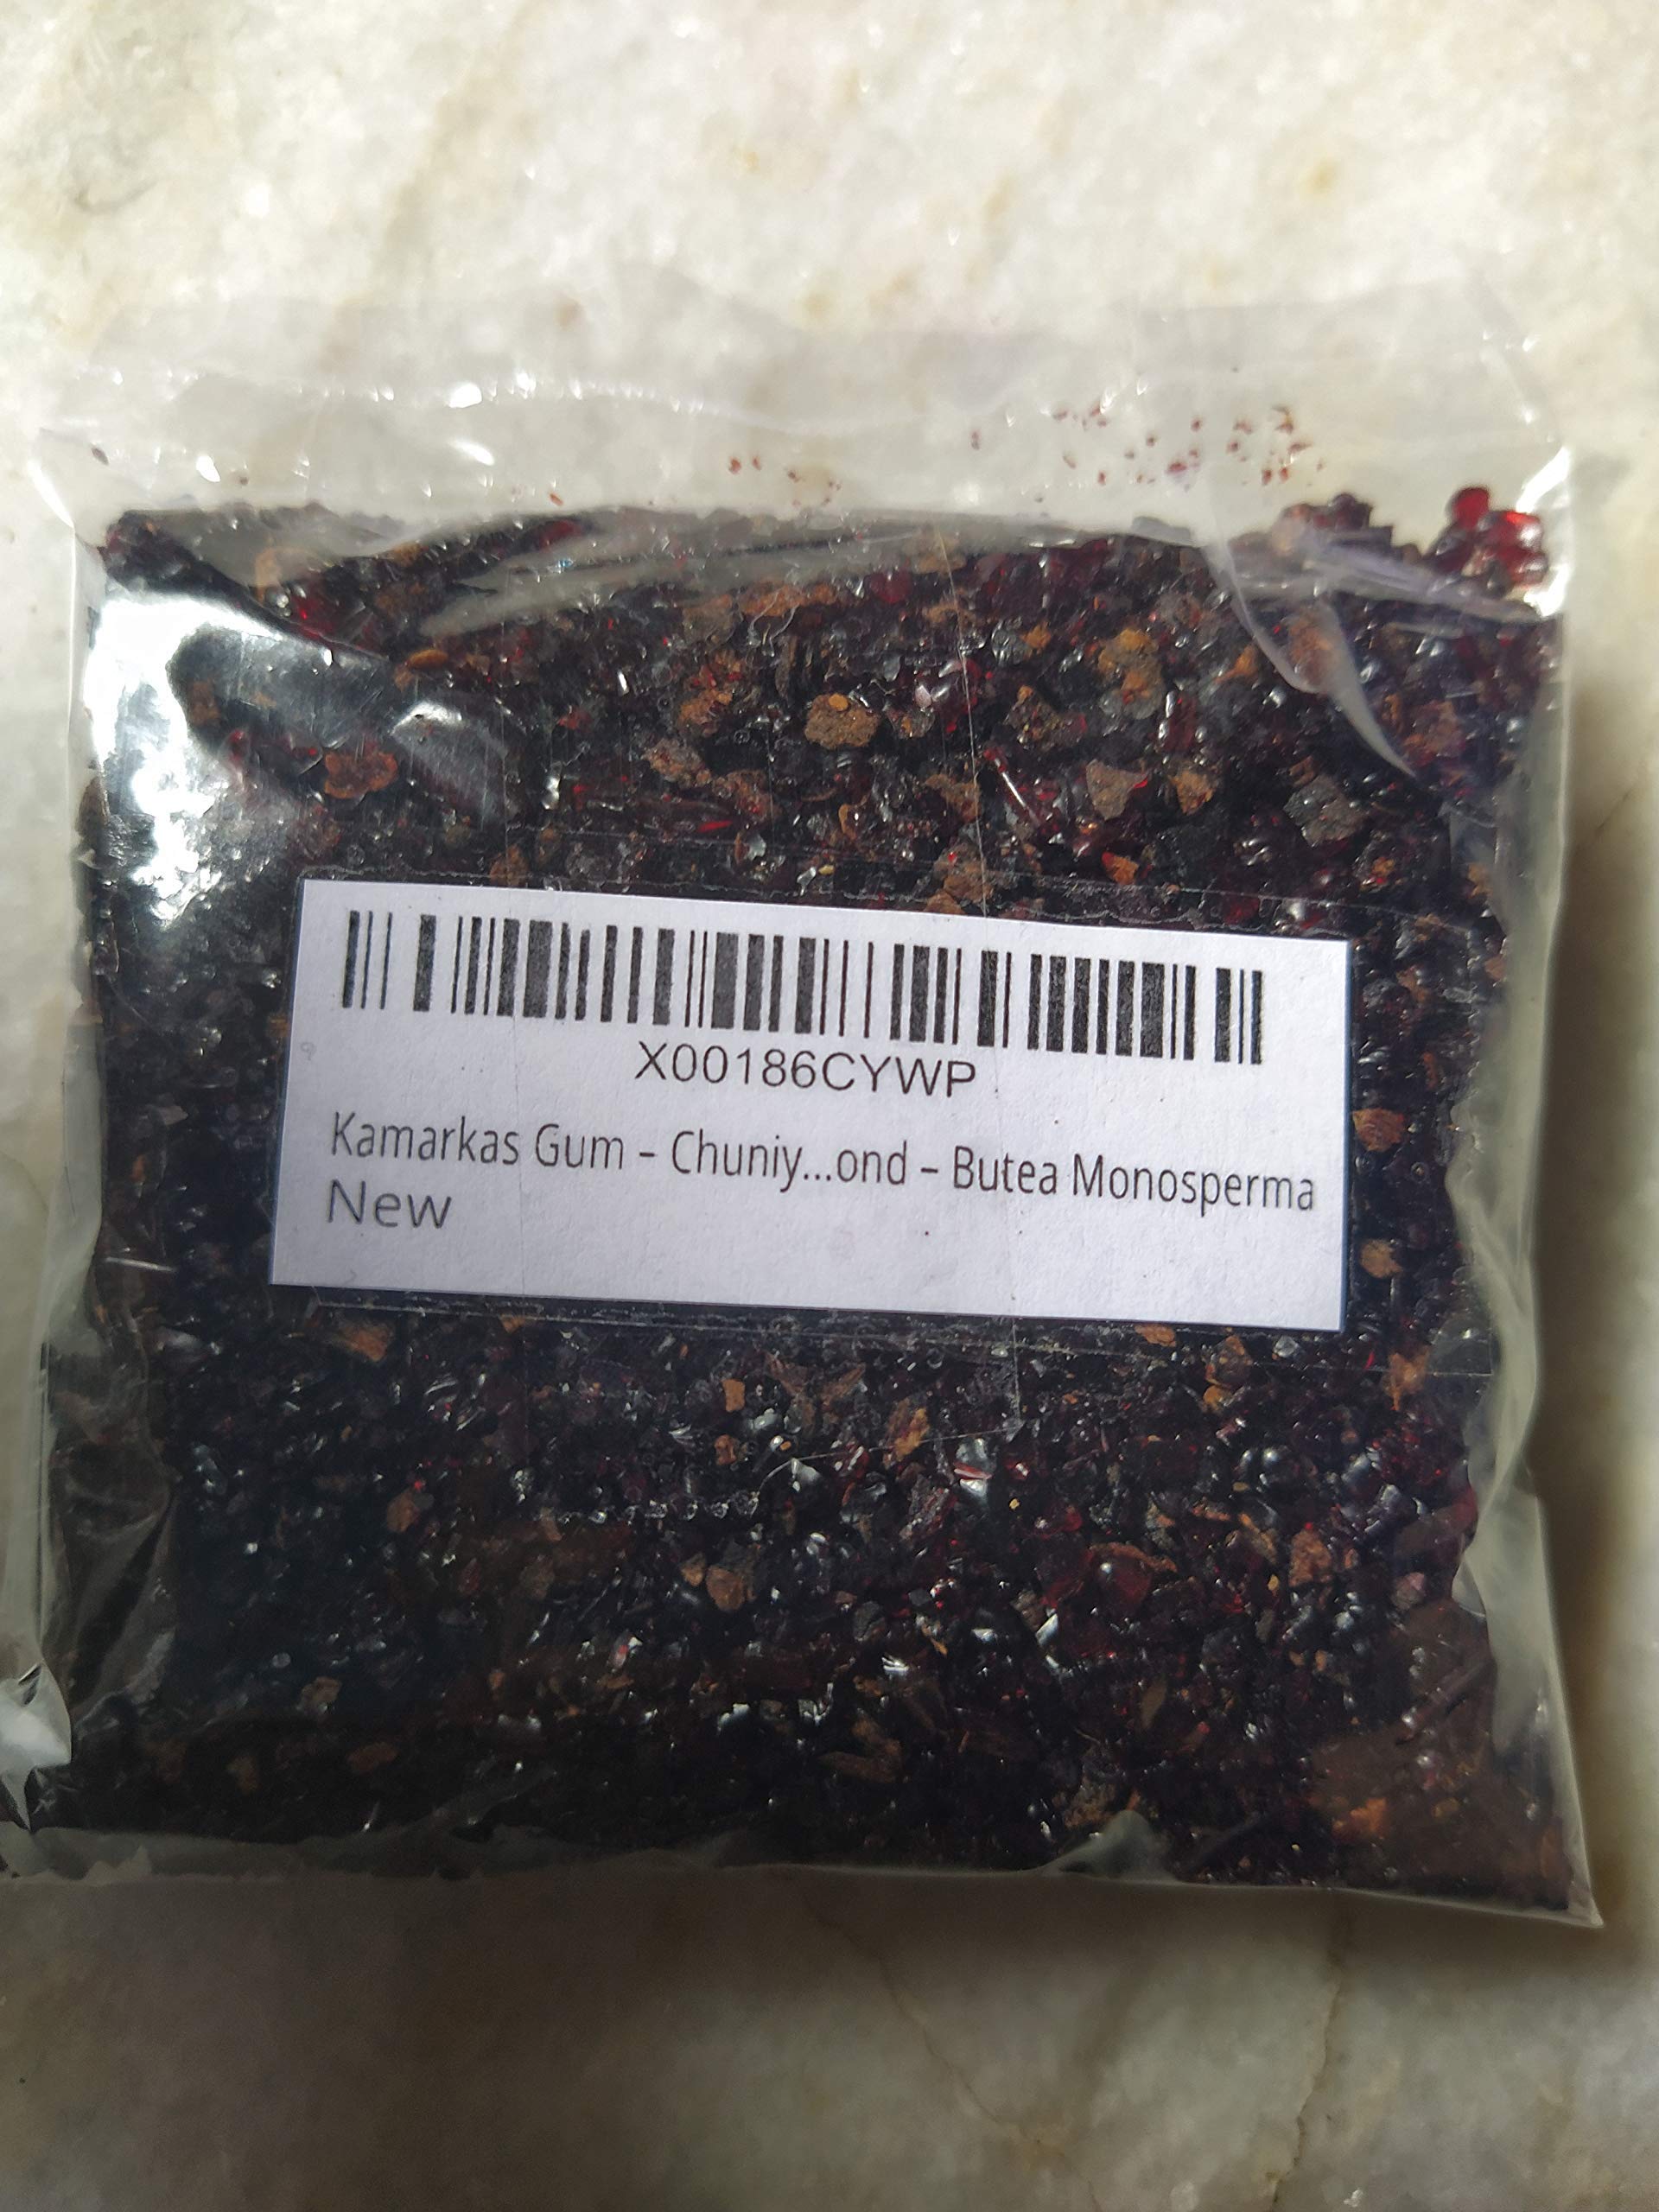 X00186CYWP
Kamarkas Gum – Chuniy...ond – Butea Monosperma
New